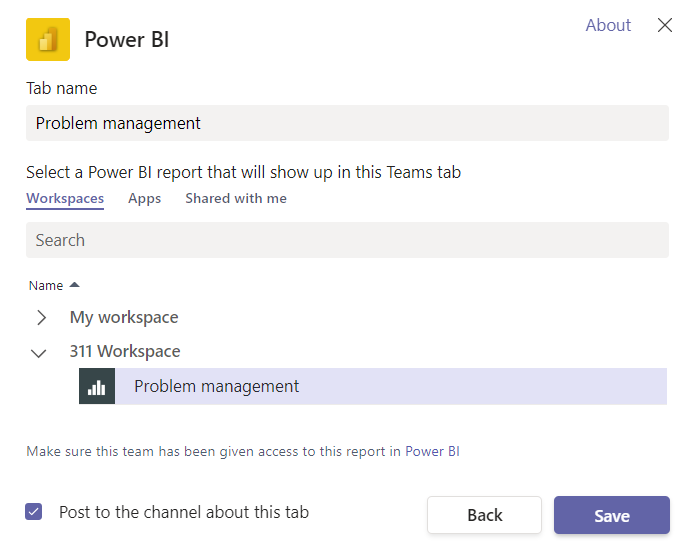 Power BI
About
Tab name
Problem management
Select a Power BI report that will show up in this Teams tab
Workspaces Apps Shared with me
Search
Name
My workspace
311 Workspace
Problem management
Make sure this team has been given access to this report in Power BI
Post to the channel about this tab
Back
Save